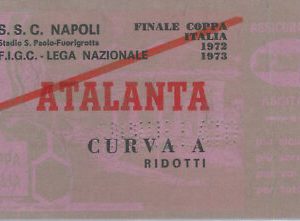 S. S. C. NAPOLI
Stadio S. Paolo-Fuorigrotta
F.I.G.C. - LEGA NAZIONALE
FINALE COPPA
ITALIA
1972
1973
ATALANTA
CURVA A
RIDOTTI